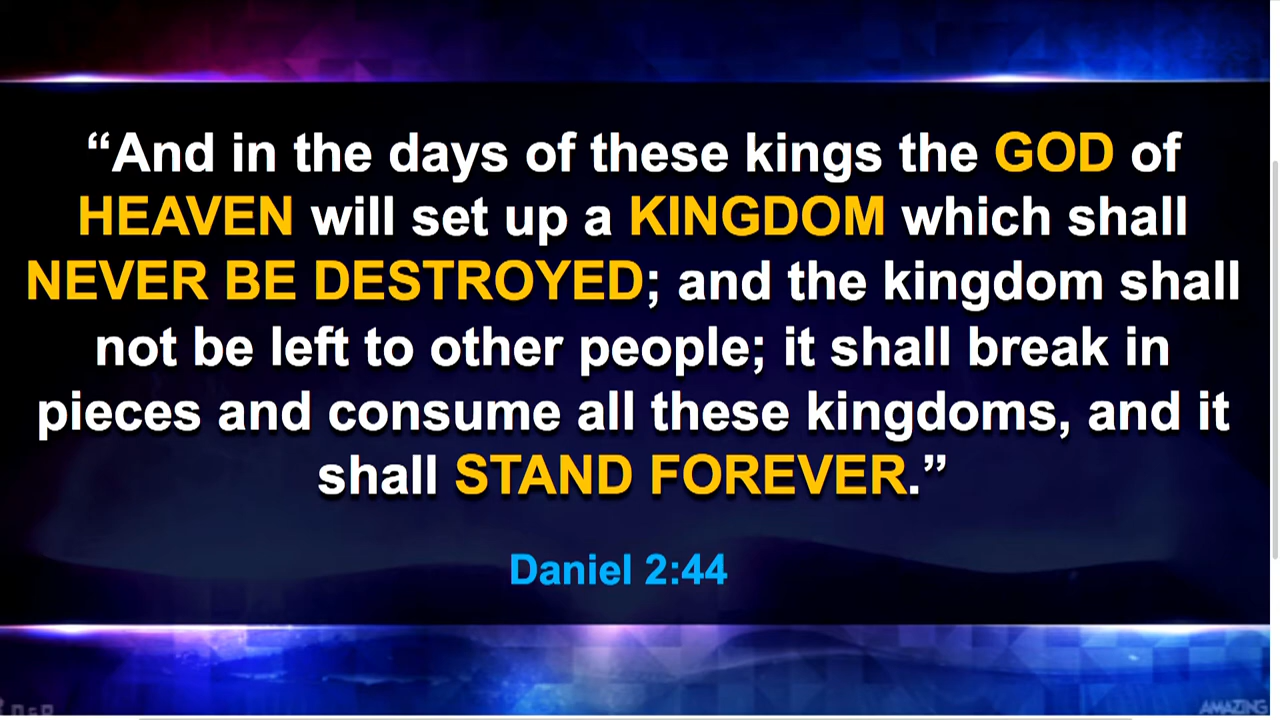 “And in the days of these kings the GOD of
HEAVEN will set up a KINGDOM which shall
NEVER BE DESTROYED; and the kingdom shall
not be left to other people; it shall break in
pieces and consume all these kingdoms, and it
shall STAND FOREVER.”
Daniel 2:44
AMAZING